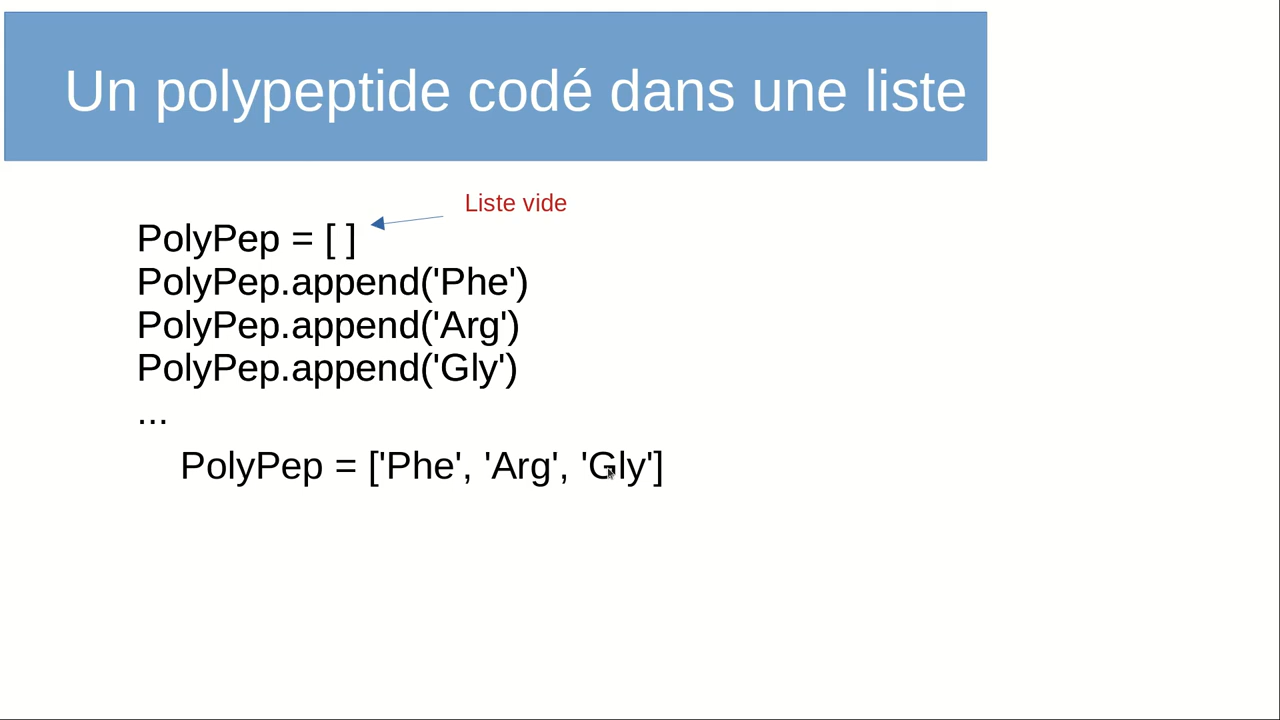 Un polypeptide codé dans une liste
Liste vide
PolyPep = [ ]
PolyPep.append('Phe')
PolyPep.append('Arg')
PolyPep.append('Gly')
...
PolyPep = ['Phe', 'Arg', 'Gly']